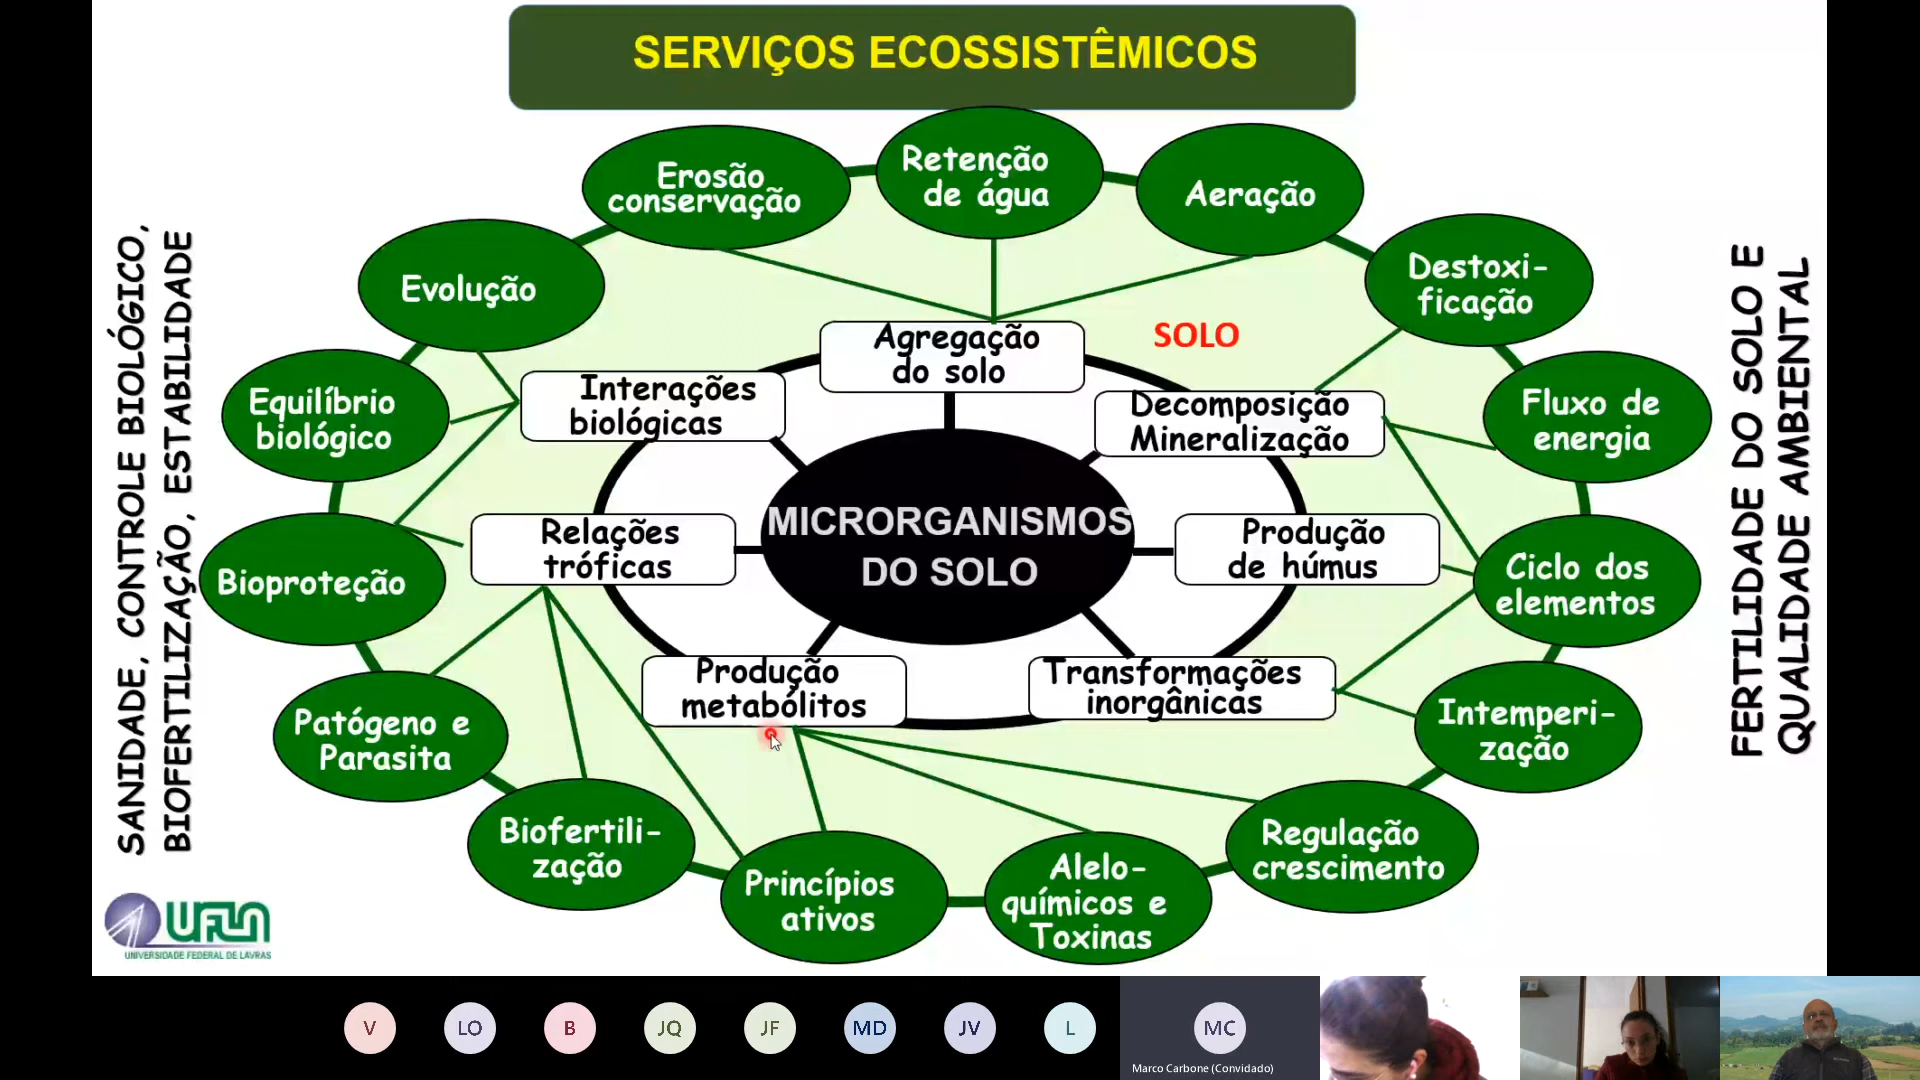 SERVIÇOS ECOSSISTÊMICOS
Erosão
conservação
Retenção
de água
Aeração
Evolução
Destoxi-
ficação
Agregação
do solo
SOLO
Interações
biológicas
Decomposição
Mineralização
Equilíbrio
biológico
Fluxo de
energia
MICRORGANISMOS
DO SOLO
Relações
tróficas
Produção
de húmus
Bioproteção
Ciclo dos
elementos
Produção
metabólitos
Transformações
inorgânicas
Patógeno e
Parasita
Intemperi-
zação
Biofertili-
zação
Princípios
ativos
Alelo-
químicos e
Toxinas
Regulação
crescimento
SANIDADE, CONTROLE BIOLÓGICO,
BIOFERTILIZAÇÃO, ESTABILIDADE
FERTILIDADE DO SOLO E
QUALIDADE AMBIENTAL
UFLA
UNIVERSIDADE FEDERAL DE LAVRAS
V
LO
B
JQ
JF
MD
JV
L
MC
Marco Carbone (Convidado)